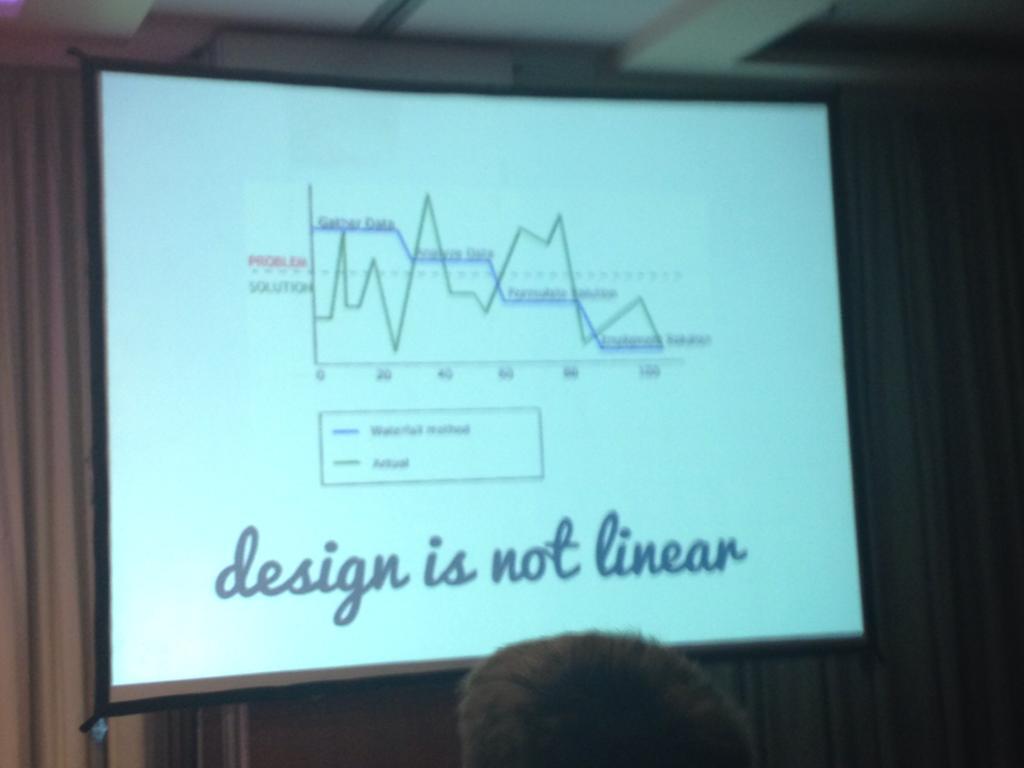 Gather Data
Analyze Data
PROBLEM
SOLUTION
Formulate Solution
Implement Solution
0 20 40 60 80 100
Waterfall method
Actual
design is not linear